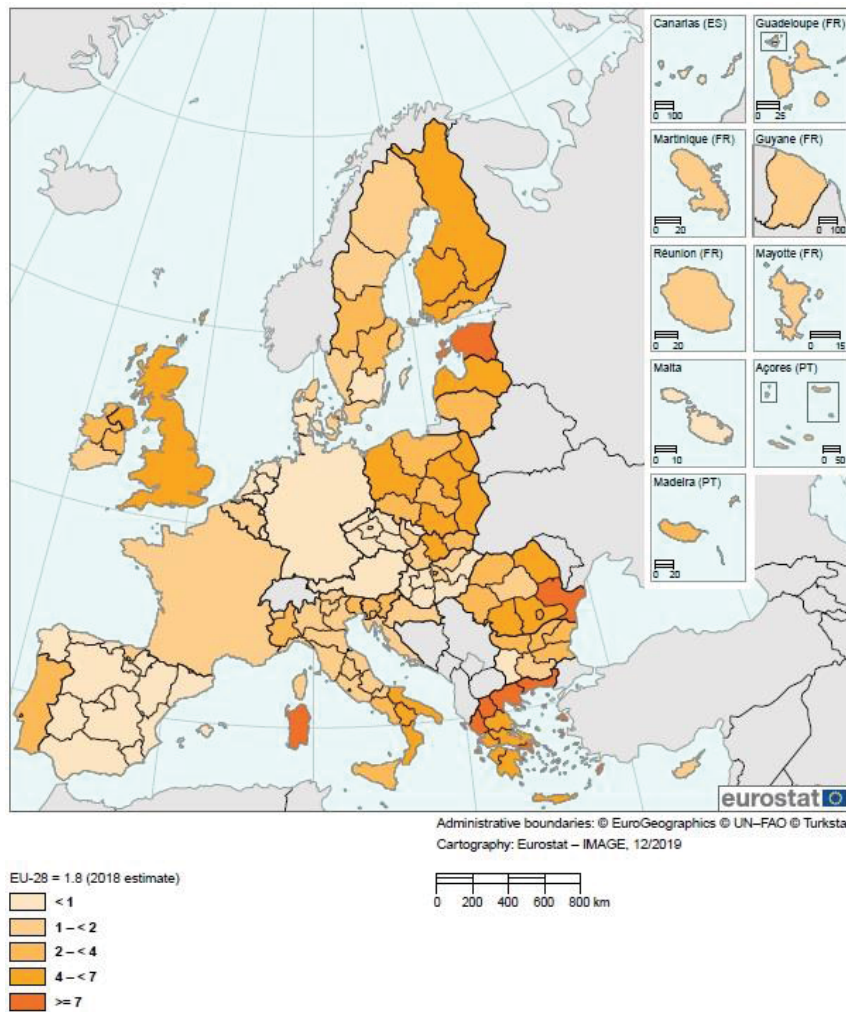 Canarias (ES)
0 100
Guadeloupe (FR)
0 25
Martinique (FR)
0 20
Guyane (FR)
0 100
Réunion (FR)
0 20
Mayotte (FR)
0 15
Malta
0 10
Açores (PT)
0 50
Madeira (PT)
0 20
eurostat
Administrative boundaries: © EuroGeographics © UN–FAO © Turksta
Cartography: Eurostat – IMAGE, 12/2019
EU-28 = 1.8 (2018 estimate)
< 1
1 – < 2
2 – < 4
4 – < 7
>= 7
0 200 400 600 800 km